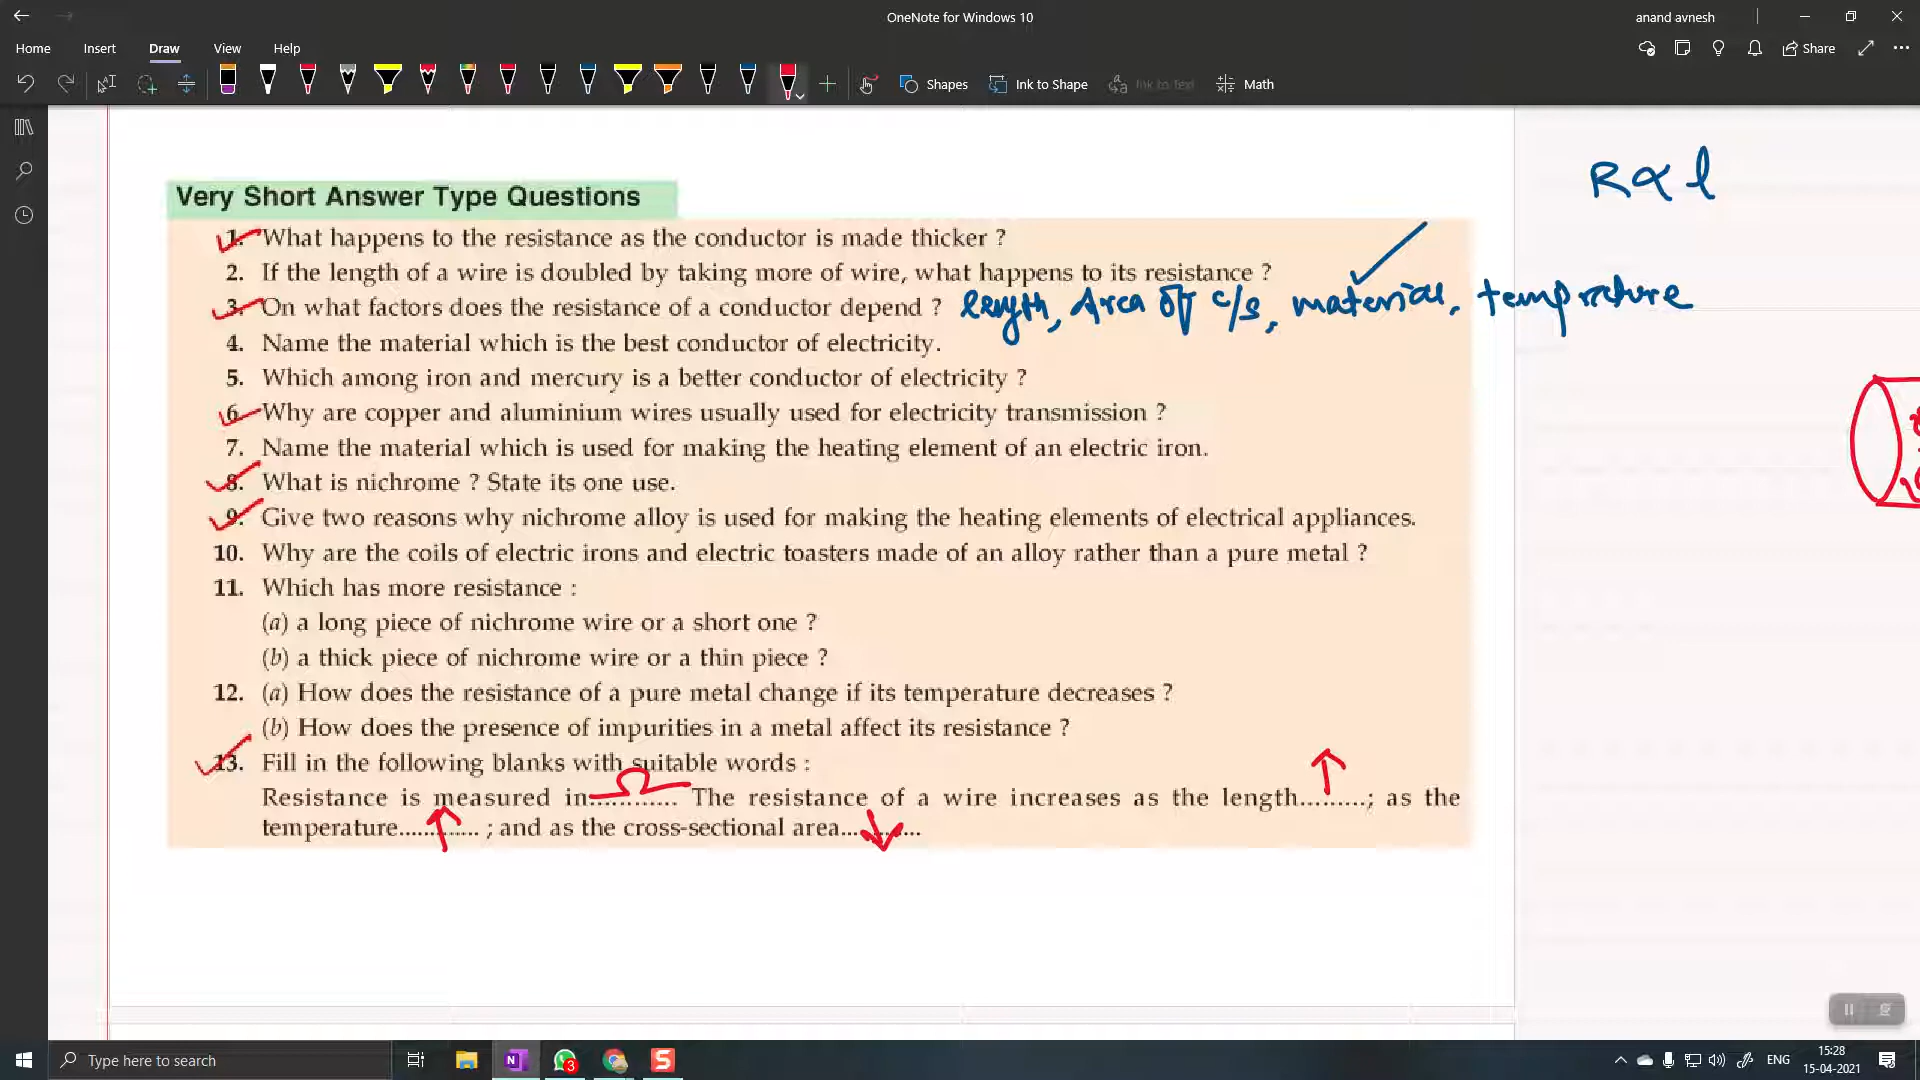 OneNote for Windows 10
anand avnesh
Home Insert Draw View Help
Share
Shapes Ink to Shape Ink to Text Math
R ∝ l
Very Short Answer Type Questions
1. What happens to the resistance as the conductor is made thicker ?
2. If the length of a wire is doubled by taking more of wire, what happens to its resistance ?
3. On what factors does the resistance of a conductor depend ? length, Area of c/s, material, temprature
4. Name the material which is the best conductor of electricity.
5. Which among iron and mercury is a better conductor of electricity ?
6. Why are copper and aluminium wires usually used for electricity transmission ?
7. Name the material which is used for making the heating element of an electric iron.
8. What is nichrome ? State its one use.
9. Give two reasons why nichrome alloy is used for making the heating elements of electrical appliances.
10. Why are the coils of electric irons and electric toasters made of an alloy rather than a pure metal ?
11. Which has more resistance :
(a) a long piece of nichrome wire or a short one ?
(b) a thick piece of nichrome wire or a thin piece ?
12. (a) How does the resistance of a pure metal change if its temperature decreases ?
(b) How does the presence of impurities in a metal affect its resistance ?
13. Fill in the following blanks with suitable words :
Resistance is measured in.....Ω....... The resistance of a wire increases as the length....↑.....; as the
temperature.....↑....... ; and as the cross-sectional area.....↓.......
Type here to search
3
ENG
15:28
15-04-2021